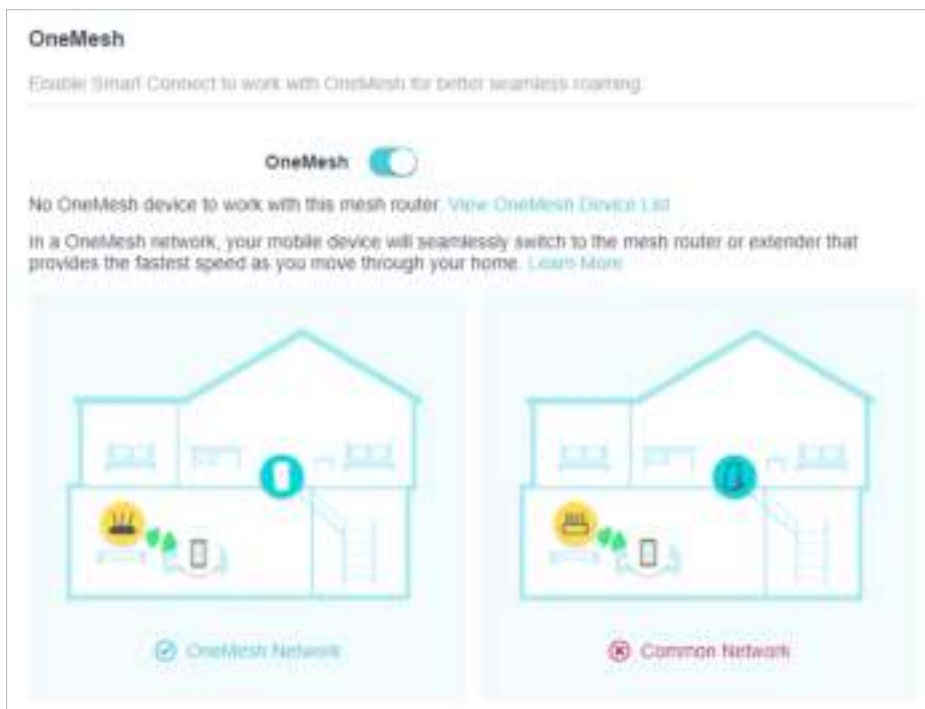 OneMesh
Enable Smart Connect to work with OneMesh for better seamless roaming.
OneMesh
No OneMesh device to work with this mesh router. View OneMesh Device List
In a OneMesh network, your mobile device will seamlessly switch to the mesh router or extender that
provides the fastest speed as you move through your home. Learn More
OneMesh Network
Common Network